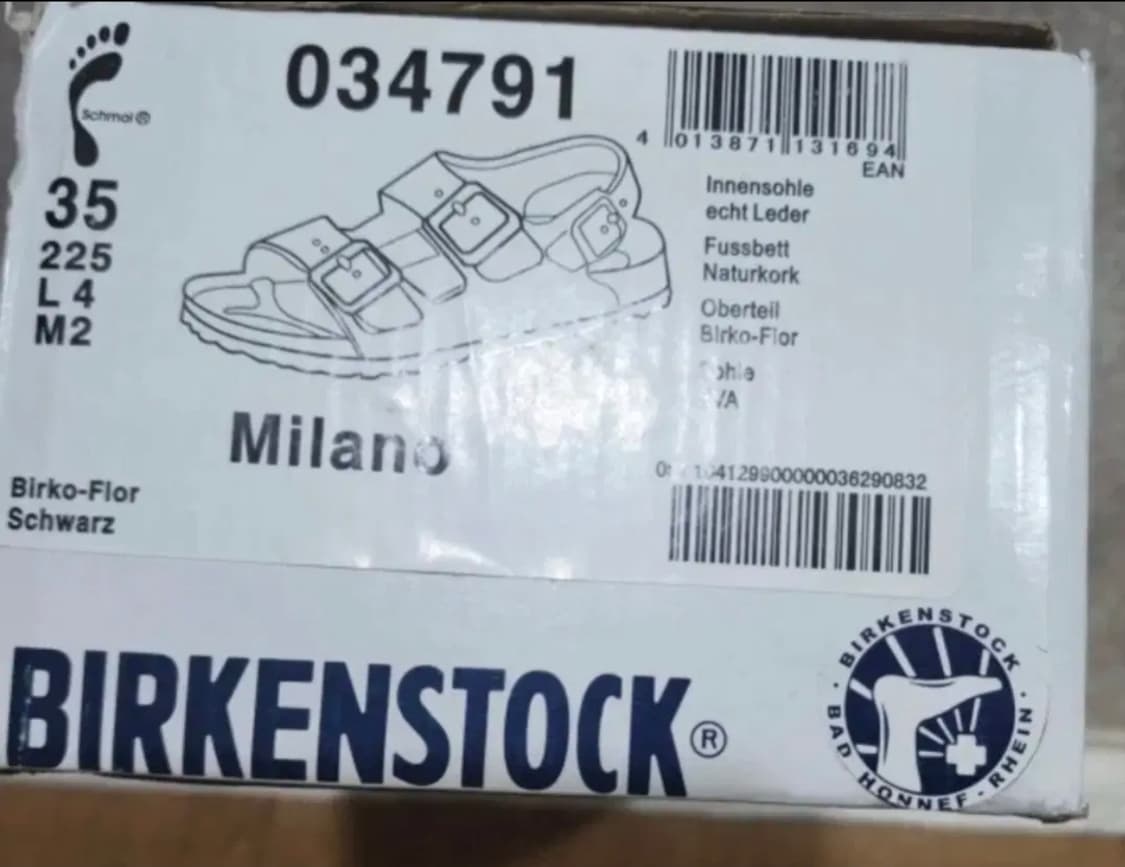 Schmal®
35
225
L 4
M2
034791
4 013871 131694
EAN
Innensohle
echt Leder
Fussbett
Naturkork
Oberteil
Birko-Flor
Milano
Birko-Flor
Schwarz
BIRKENSTOCK®
BIRKENSTOCK
· BAD HONNEF - RHEIN ·